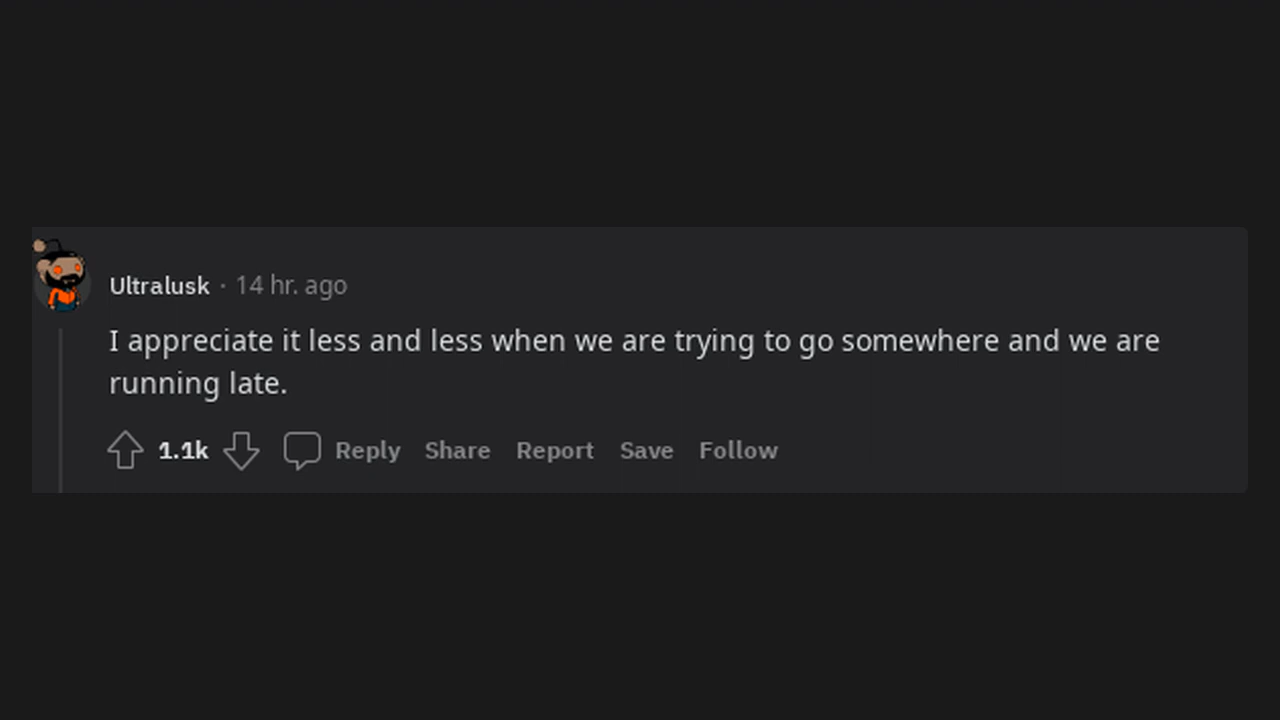 Ultralusk · 14 hr. ago
I appreciate it less and less when we are trying to go somewhere and we are
running late.
1.1k Reply Share Report Save Follow